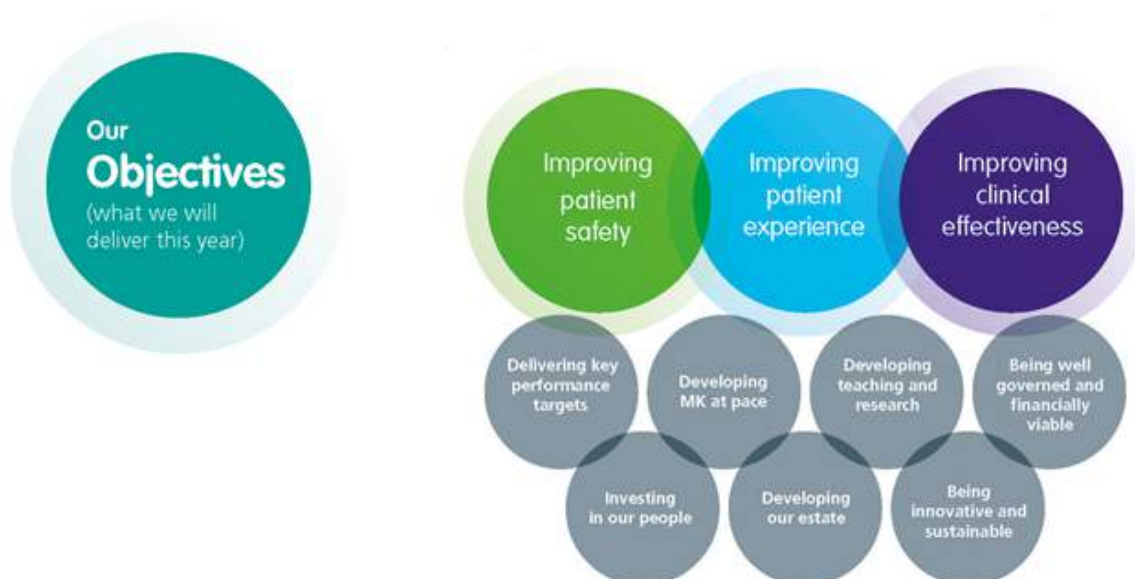 Our
Objectives
(what we will
deliver this year)
Improving
patient
safety
Improving
patient
experience
Improving
clinical
effectiveness
Delivering key
performance
targets
Developing
MK at pace
Developing
teaching and
research
Being well
governed and
financially
viable
Investing
in our people
Developing
our estate
Being
innovative and
sustainable